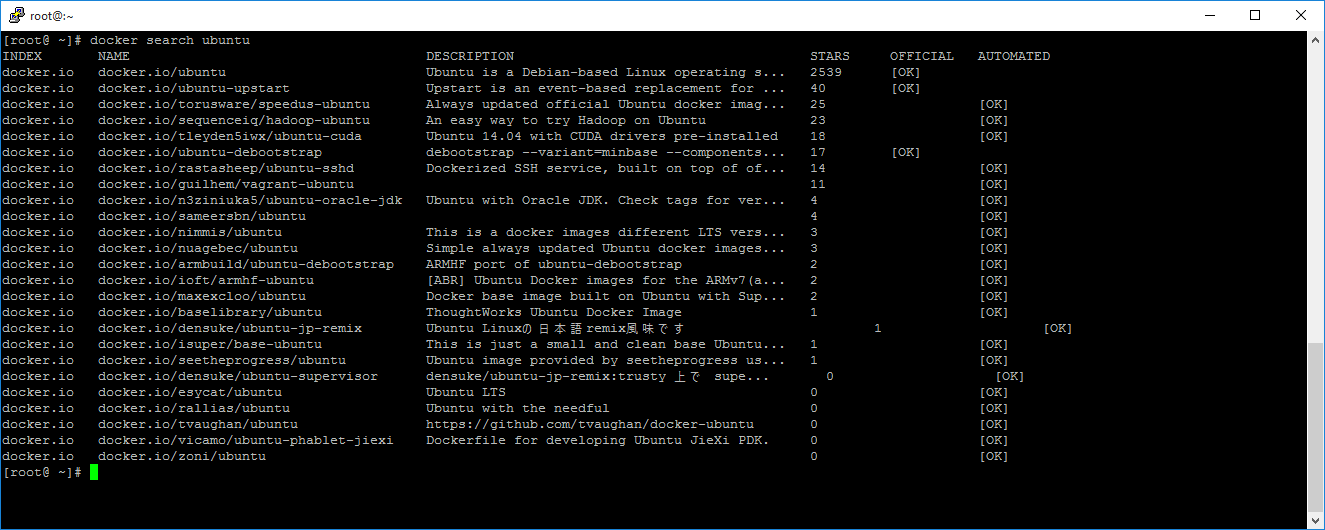 root@:~
[root@ ~]# docker search ubuntu
INDEX NAME DESCRIPTION STARS OFFICIAL AUTOMATED
docker.io docker.io/ubuntu Ubuntu is a Debian-based Linux operating s... 2539 [OK]
docker.io docker.io/ubuntu-upstart Upstart is an event-based replacement for ... 40 [OK]
docker.io docker.io/torusware/speedus-ubuntu Always updated official Ubuntu docker imag... 25 [OK]
docker.io docker.io/sequenceiq/hadoop-ubuntu An easy way to try Hadoop on Ubuntu 23 [OK]
docker.io docker.io/tleyden5iwx/ubuntu-cuda Ubuntu 14.04 with CUDA drivers pre-installed 18 [OK]
docker.io docker.io/ubuntu-debootstrap debootstrap --variant=minbase --components... 17 [OK]
docker.io docker.io/rastasheep/ubuntu-sshd Dockerized SSH service, built on top of of... 14 [OK]
docker.io docker.io/guilhem/vagrant-ubuntu 11 [OK]
docker.io docker.io/n3ziniuka5/ubuntu-oracle-jdk Ubuntu with Oracle JDK. Check tags for ver... 4 [OK]
docker.io docker.io/sameersbn/ubuntu 4 [OK]
docker.io docker.io/nimmis/ubuntu This is a docker images different LTS vers... 3 [OK]
docker.io docker.io/nuagebec/ubuntu Simple always updated Ubuntu docker images... 3 [OK]
docker.io docker.io/armbuild/ubuntu-debootstrap ARMHF port of ubuntu-debootstrap 2 [OK]
docker.io docker.io/ioft/armhf-ubuntu [ABR] Ubuntu Docker images for the ARMv7(a... 2 [OK]
docker.io docker.io/maxexcloo/ubuntu Docker base image built on Ubuntu with Sup... 2 [OK]
docker.io docker.io/baselibrary/ubuntu ThoughtWorks Ubuntu Docker Image 1 [OK]
docker.io docker.io/densuke/ubuntu-jp-remix Ubuntu Linuxの日本語remix風味です 1 [OK]
docker.io docker.io/isuper/base-ubuntu This is just a small and clean base Ubuntu... 1 [OK]
docker.io docker.io/seetheprogress/ubuntu Ubuntu image provided by seetheprogress us... 1 [OK]
docker.io docker.io/densuke/ubuntu-supervisor densuke/ubuntu-jp-remix:trusty 上で supe... 0 [OK]
docker.io docker.io/esycat/ubuntu Ubuntu LTS 0 [OK]
docker.io docker.io/rallias/ubuntu Ubuntu with the needful 0 [OK]
docker.io docker.io/tvaughan/ubuntu https://github.com/tvaughan/docker-ubuntu 0 [OK]
docker.io docker.io/vicamo/ubuntu-phablet-jiexi Dockerfile for developing Ubuntu JieXi PDK. 0 [OK]
docker.io docker.io/zoni/ubuntu 0 [OK]
[root@ ~]#